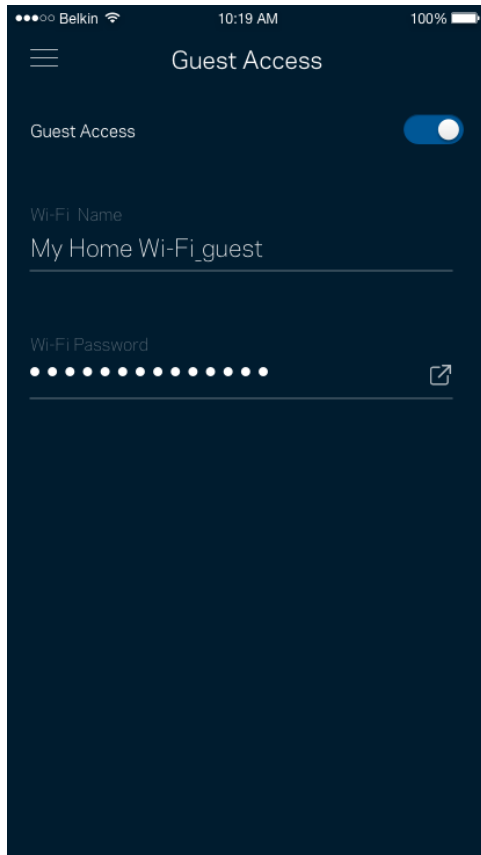 Belkin 10:19 AM 100%
Guest Access
Guest Access
Wi-Fi Name
My Home Wi-Fi_guest
Wi-Fi Password
••••••••••••••